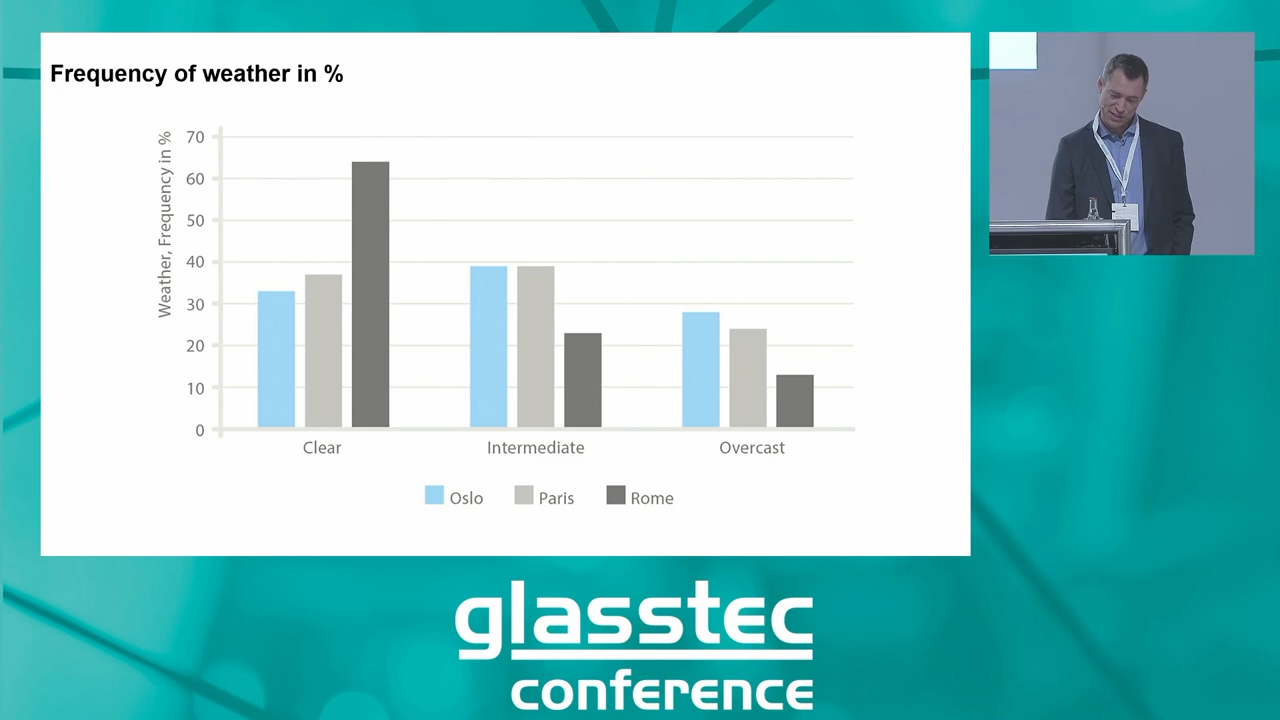 Frequency of weather in %
Weather, Frequency in %
70
60
50
40
30
20
10
0
Clear Intermediate Overcast
Oslo Paris Rome
glasstec
conference